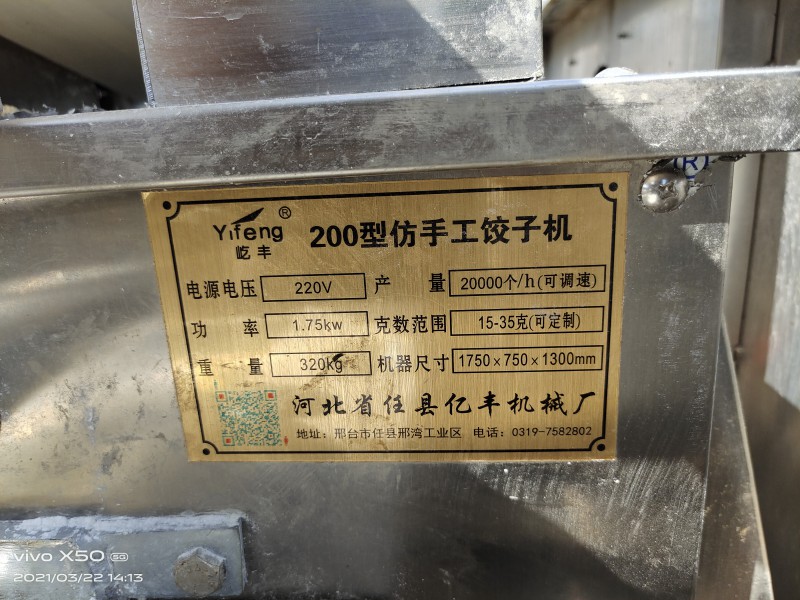 Yifeng®
屹丰
200型仿手工饺子机
电源电压 220V 产量 20000个/h(可调速)
功率 1.75kw 克数范围 15-35克(可定制)
重量 320kg 机器尺寸 1750×750×1300mm
河北省任县亿丰机械厂
地址：邢台市任县邢湾工业区 电话：0319-7582802
vivo X50 5G
2021/03/22 14:13